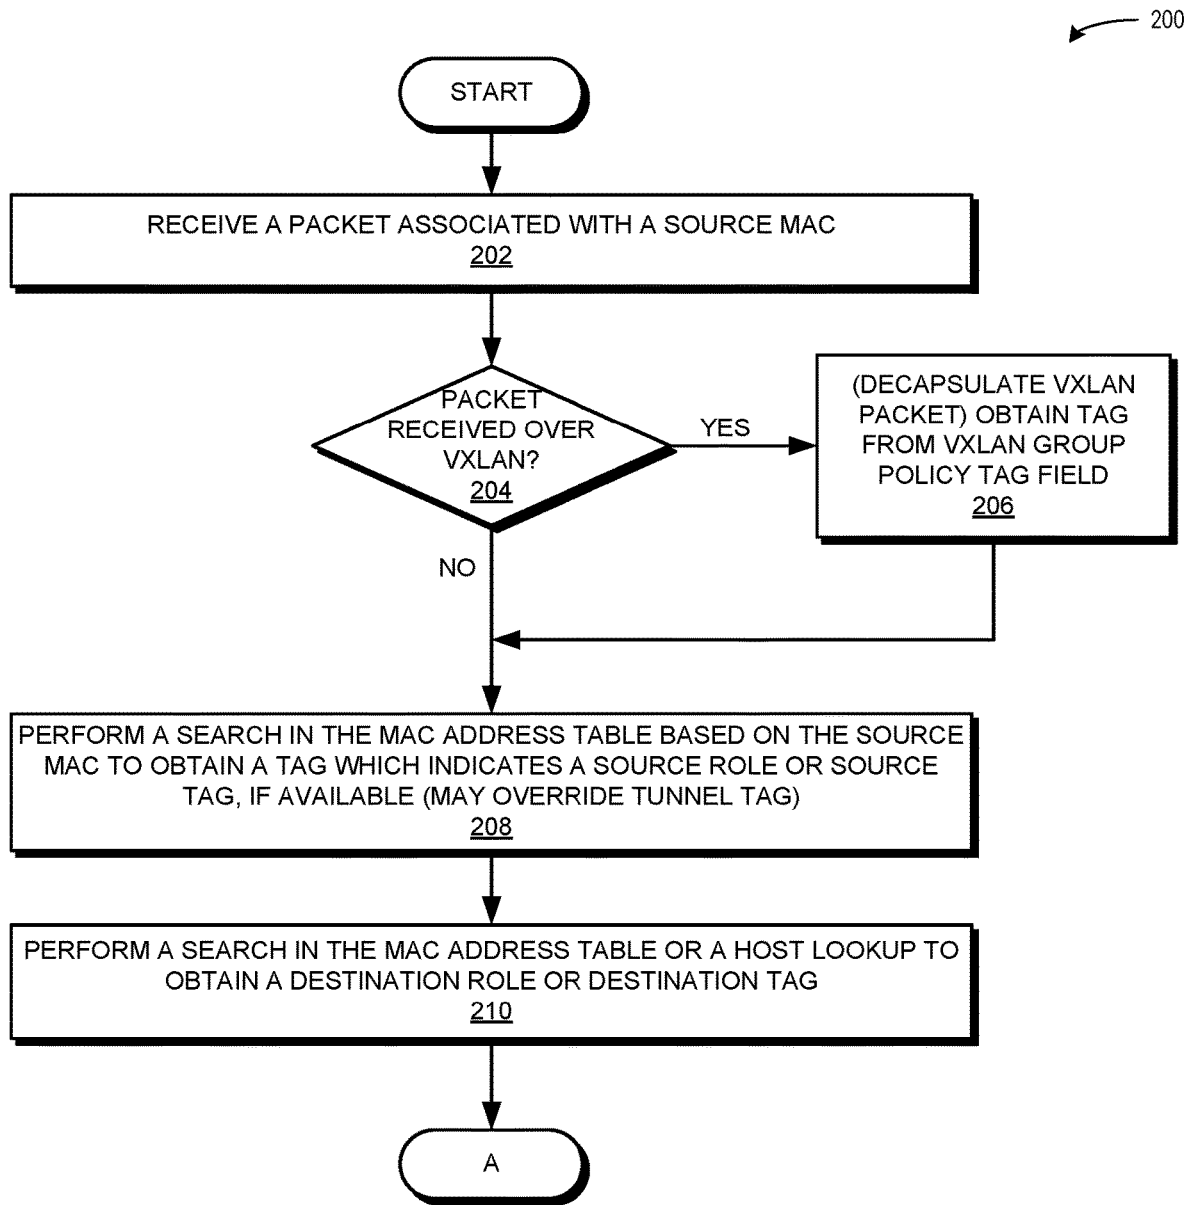 200
START
RECEIVE A PACKET ASSOCIATED WITH A SOURCE MAC
202
PACKET
RECEIVED OVER
VXLAN?
204
YES
(DECAPSULATE VXLAN
PACKET) OBTAIN TAG
FROM VXLAN GROUP
POLICY TAG FIELD
206
NO
PERFORM A SEARCH IN THE MAC ADDRESS TABLE BASED ON THE SOURCE
MAC TO OBTAIN A TAG WHICH INDICATES A SOURCE ROLE OR SOURCE
TAG, IF AVAILABLE (MAY OVERRIDE TUNNEL TAG)
208
PERFORM A SEARCH IN THE MAC ADDRESS TABLE OR A HOST LOOKUP TO
OBTAIN A DESTINATION ROLE OR DESTINATION TAG
210
A